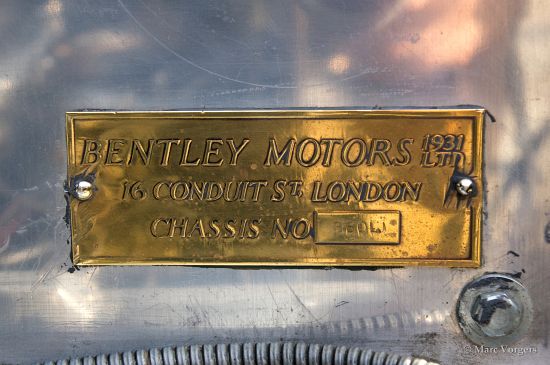 BENTLEY MOTORS 1931 LTD
16 CONDUIT ST. LONDON
CHASSIS NO
© Marc Vorgers